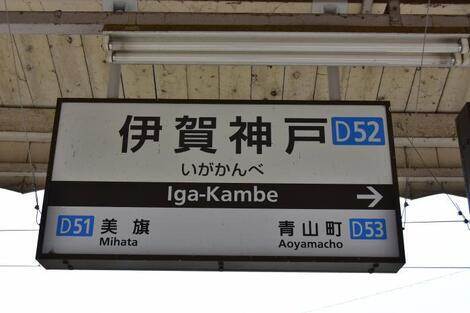 伊賀神戸 D52
いがかんべ
Iga-Kambe →
D51 美旗 青山町 D53
Mihata Aoyamacho